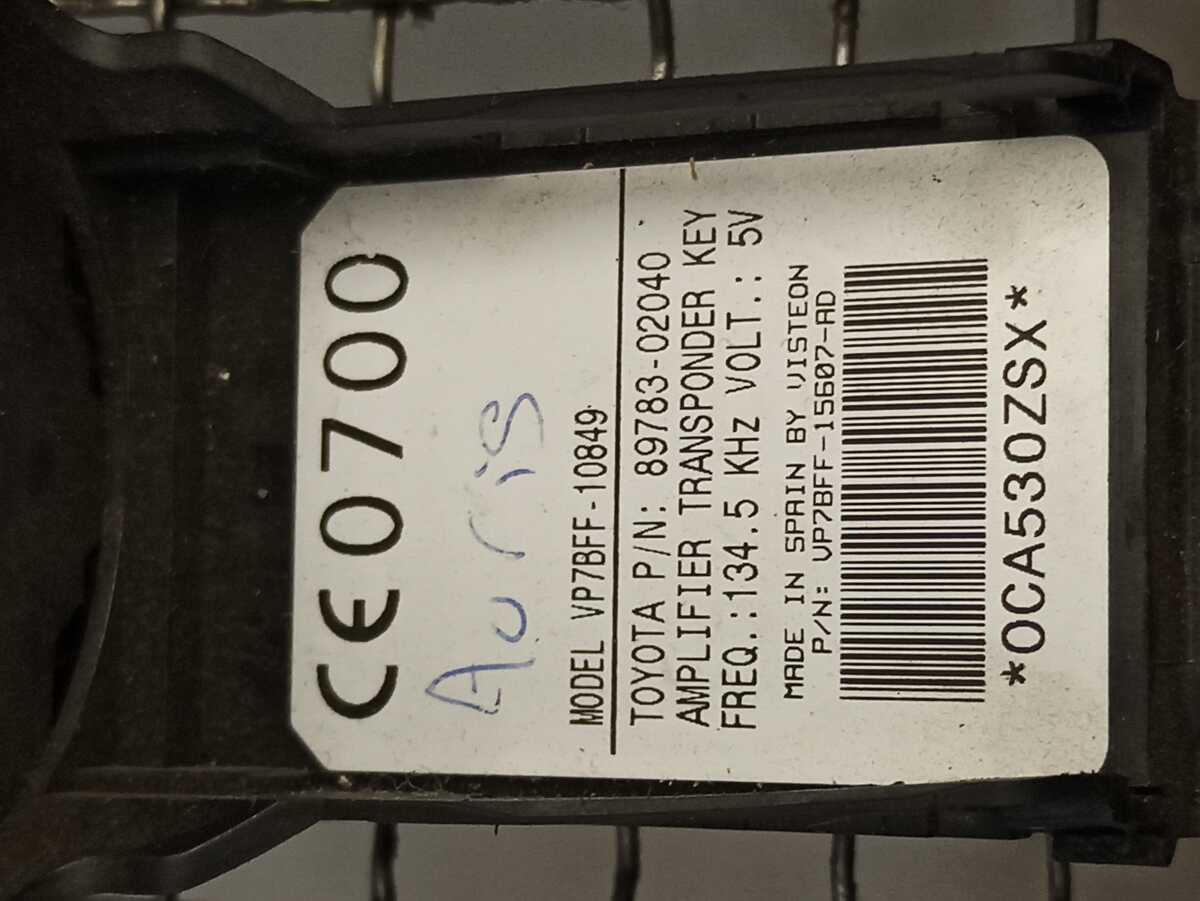 CE0700
Auris
MODEL VP7BFF-10849
TOYOTA P/N: 89783-02040
AMPLIFIER TRANSPONDER KEY
FREQ.:134.5 KHz VOLT.: 5V
MADE IN SPAIN BY VISTEON
P/N: VP7BFF-15607-AD
*OCA530ZSX*